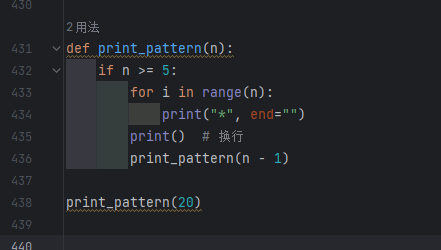 430
2 用法
431 def print_pattern(n):
432     if n >= 5:
433         for i in range(n):
434             print("*", end="")
435         print()  # 换行
436         print_pattern(n - 1)
437
438 print_pattern(20)
439
440